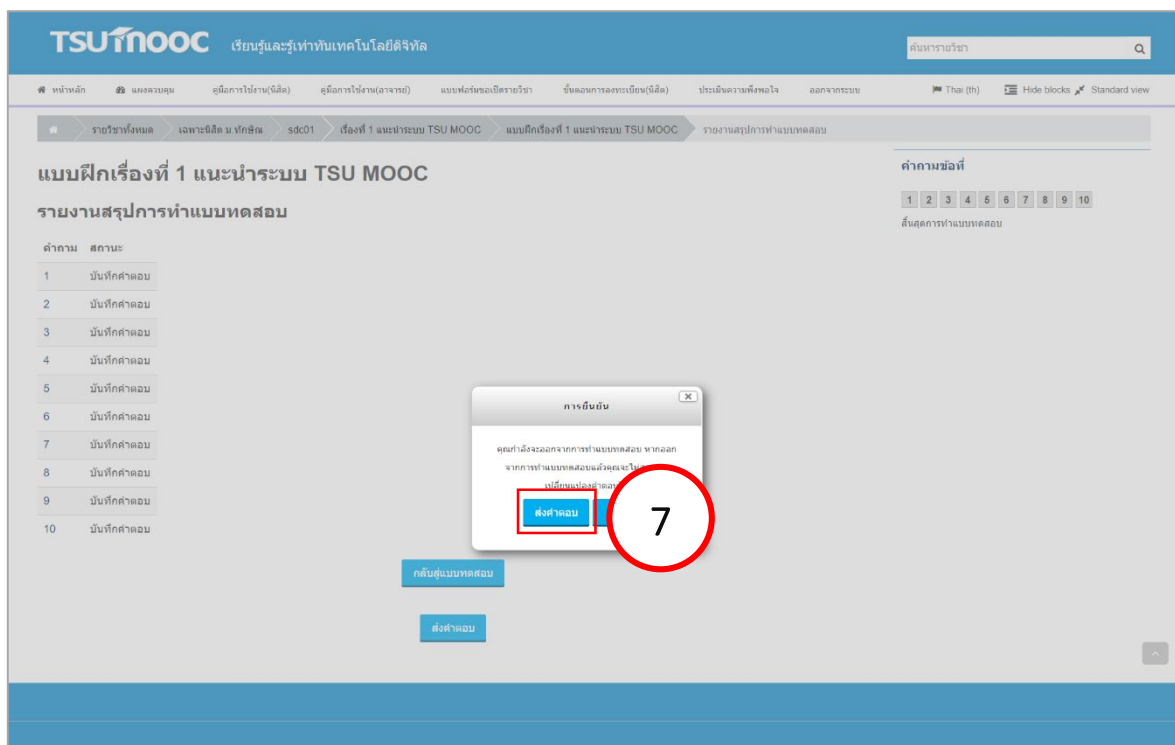 TSUMOOC เรียนรู้และรู้เท่าทันเทคโนโลยีดิจิทัล
ค้นหารายวิชา
หน้าหลัก แผงควบคุม คู่มือการใช้งาน(นิสิต) คู่มือการใช้งาน(อาจารย์) แบบฟอร์มขอเปิดรายวิชา ขั้นตอนการลงทะเบียน(นิสิต) ประเมินความพึงพอใจ ออกจากระบบ Thai (th) Hide blocks Standard view
รายวิชาทั้งหมด เฉพาะนิสิต ม.ทักษิณ sdc01 เรื่องที่ 1 แนะนำระบบ TSU MOOC แบบฝึกเรื่องที่ 1 แนะนำระบบ TSU MOOC รายงานสรุปการทำแบบทดสอบ
แบบฝึกเรื่องที่ 1 แนะนำระบบ TSU MOOC
รายงานสรุปการทำแบบทดสอบ
คำถาม สถานะ
1 บันทึกคำตอบ
2 บันทึกคำตอบ
3 บันทึกคำตอบ
4 บันทึกคำตอบ
5 บันทึกคำตอบ
6 บันทึกคำตอบ
7 บันทึกคำตอบ
8 บันทึกคำตอบ
9 บันทึกคำตอบ
10 บันทึกคำตอบ
คำถามข้อที่
1 2 3 4 5 6 7 8 9 10
สิ้นสุดการทำแบบทดสอบ
การยืนยัน
คุณกำลังจะออกจากการทำแบบทดสอบ หากออก
จากการทำแบบทดสอบแล้วคุณจะไม่
เปลี่ยนแปลงคำตอบ
ส่งคำตอบ
7
กลับสู่แบบทดสอบ
ส่งคำตอบ